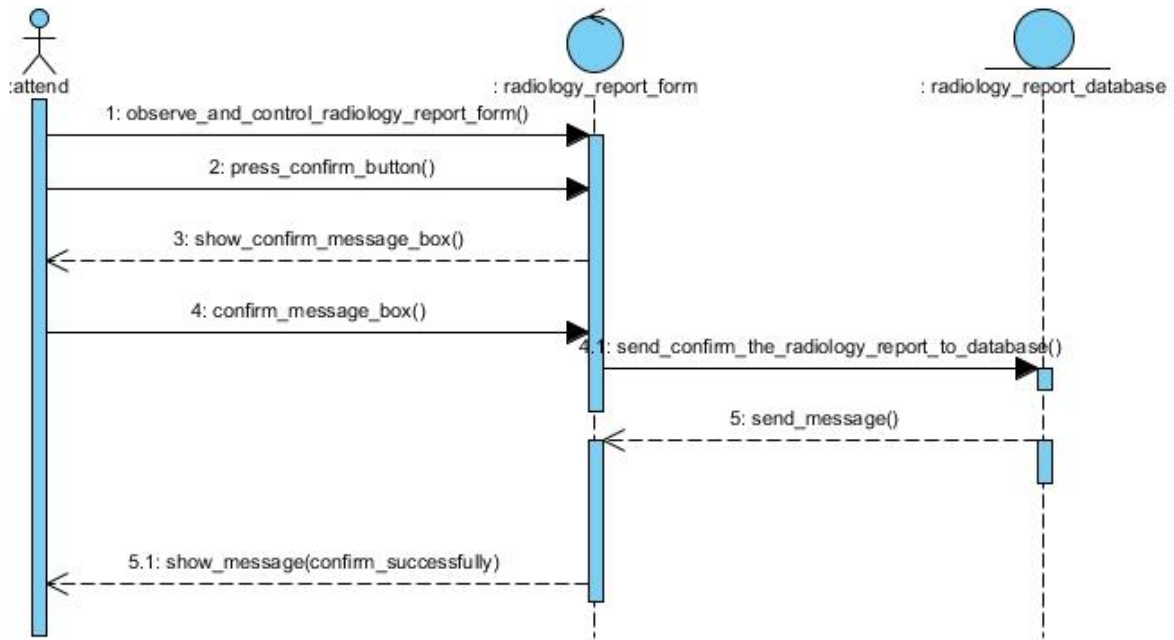 :attend
: radiology_report_form
: radiology_report_database
1: observe_and_control_radiology_report_form()
2: press_confirm_button()
3: show_confirm_message_box()
4: confirm_message_box()
4.1: send_confirm_the_radiology_report_to_database()
5: send_message()
5.1: show_message(confirm_successfully)